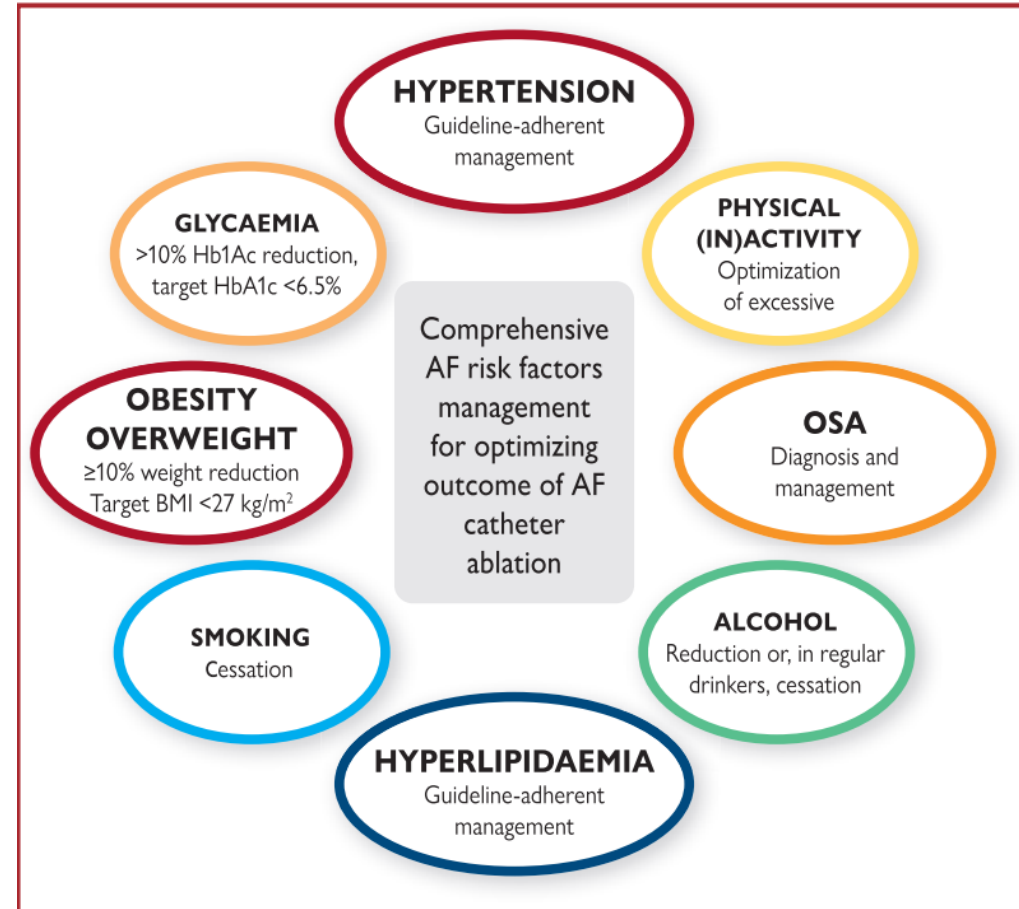 HYPERTENSION
Guideline-adherent
management
GLYCAEMIA
>10% Hb1Ac reduction,
target HbA1c <6.5%
PHYSICAL
(IN)ACTIVITY
Optimization
of excessive
Comprehensive
AF risk factors
management
for optimizing
outcome of AF
catheter
ablation
OBESITY
OVERWEIGHT
≥10% weight reduction
Target BMI <27 kg/m²
OSA
Diagnosis and
management
SMOKING
Cessation
ALCOHOL
Reduction or, in regular
drinkers, cessation
HYPERLIPIDAEMIA
Guideline-adherent
management